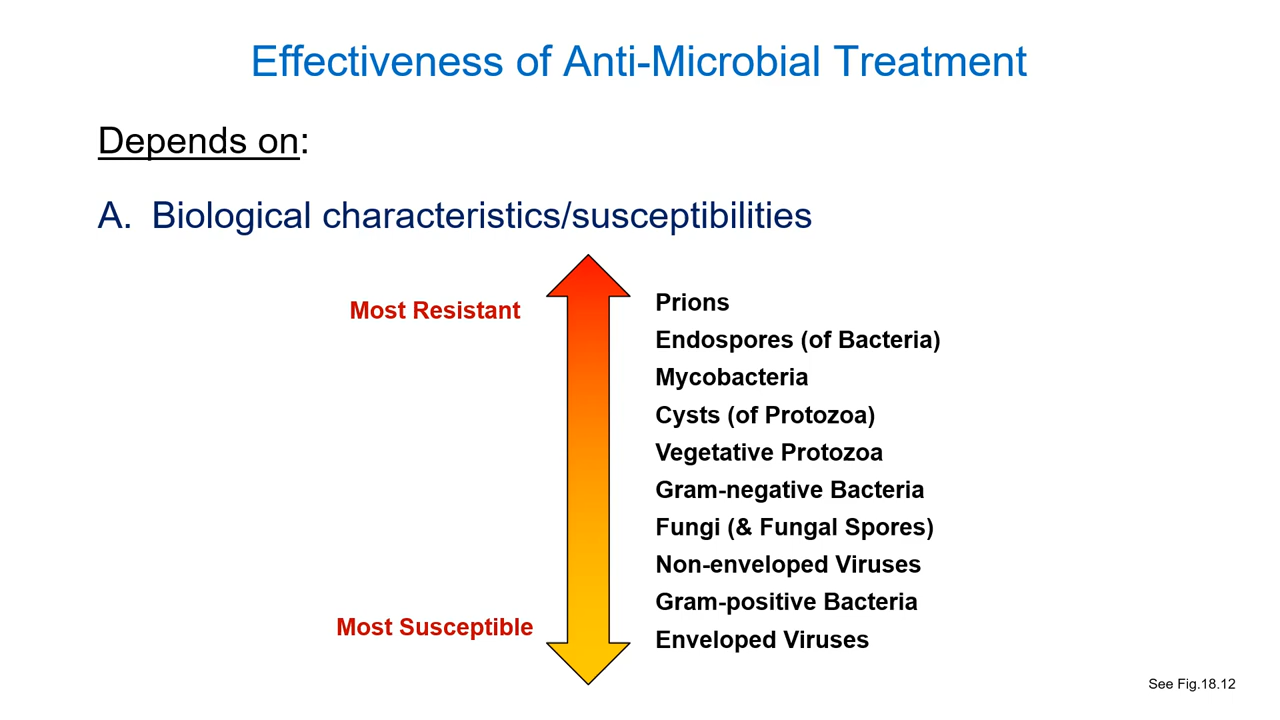 Effectiveness of Anti-Microbial Treatment
Depends on:
A. Biological characteristics/susceptibilities
Most Resistant
Prions
Endospores (of Bacteria)
Mycobacteria
Cysts (of Protozoa)
Vegetative Protozoa
Gram-negative Bacteria
Fungi (& Fungal Spores)
Non-enveloped Viruses
Gram-positive Bacteria
Most Susceptible
Enveloped Viruses
See Fig.18.12